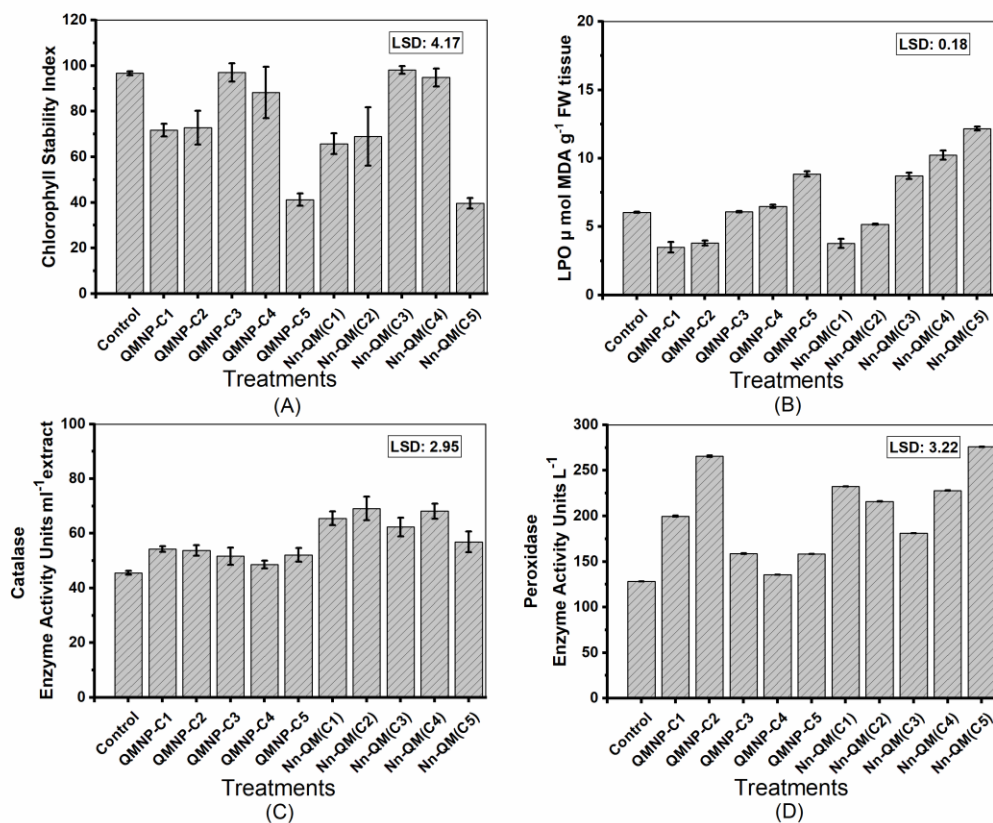 LSD: 4.17
Chlorophyll Stability Index
120
100
80
60
40
20
0
Control
QMNP-C1
QMNP-C2
QMNP-C3
QMNP-C4
QMNP-C5
Nn-QM(C1)
Nn-QM(C2)
Nn-QM(C3)
Nn-QM(C4)
Nn-QM(C5)
Treatments
(A)
LSD: 0.18
LPO µ mol MDA g⁻¹ FW tissue
20
15
10
5
0
Control
QMNP-C1
QMNP-C2
QMNP-C3
QMNP-C4
QMNP-C5
Nn-QM(C1)
Nn-QM(C2)
Nn-QM(C3)
Nn-QM(C4)
Nn-QM(C5)
Treatments
(B)
LSD: 2.95
Catalase
Enzyme Activity Units ml⁻¹extract
100
80
60
40
20
0
Control
QMNP-C1
QMNP-C2
QMNP-C3
QMNP-C4
QMNP-C5
Nn-QM(C1)
Nn-QM(C2)
Nn-QM(C3)
Nn-QM(C4)
Nn-QM(C5)
Treatments
(C)
LSD: 3.22
Peroxidase
Enzyme Activity Units L⁻¹
300
250
200
150
100
50
0
Control
QMNP-C1
QMNP-C2
QMNP-C3
QMNP-C4
QMNP-C5
Nn-QM(C1)
Nn-QM(C2)
Nn-QM(C3)
Nn-QM(C4)
Nn-QM(C5)
Treatments
(D)